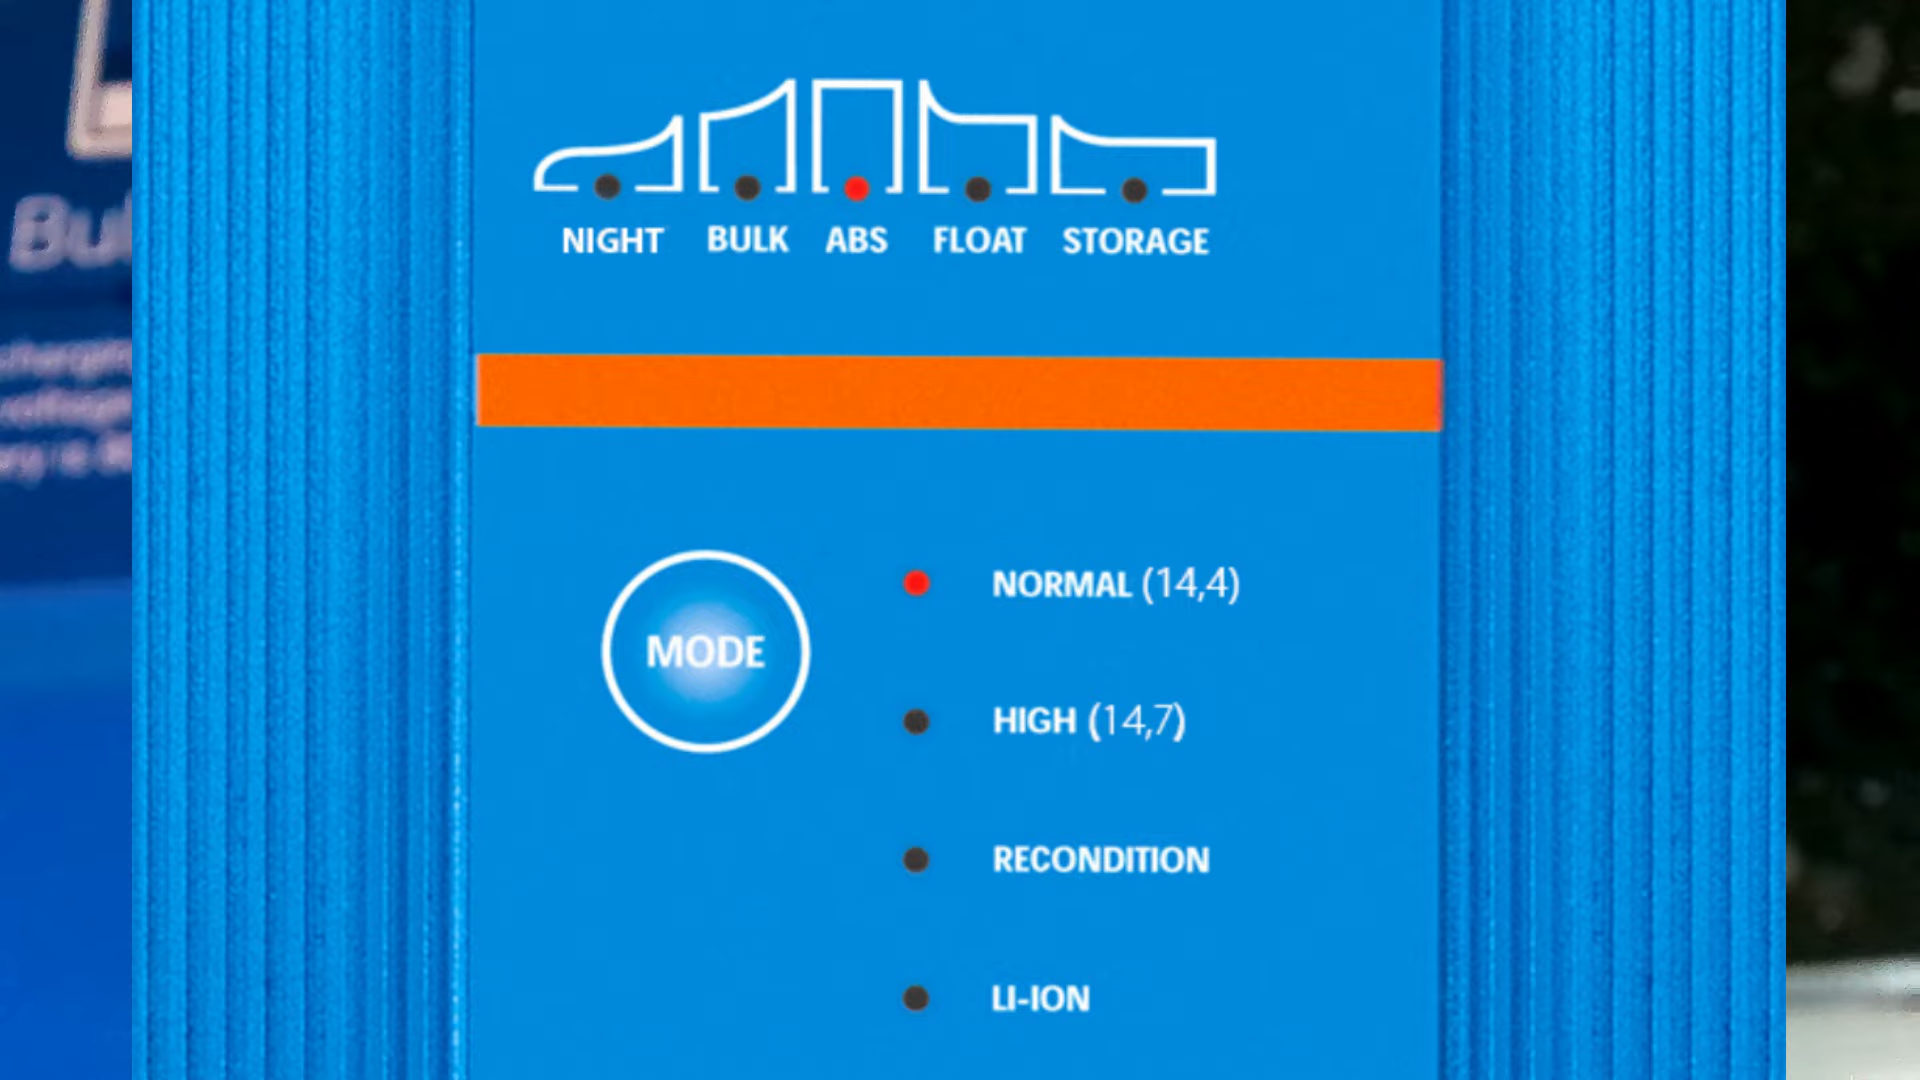 NIGHT BULK ABS FLOAT STORAGE
MODE
NORMAL (14,4)
HIGH (14,7)
RECONDITION
LI-ION